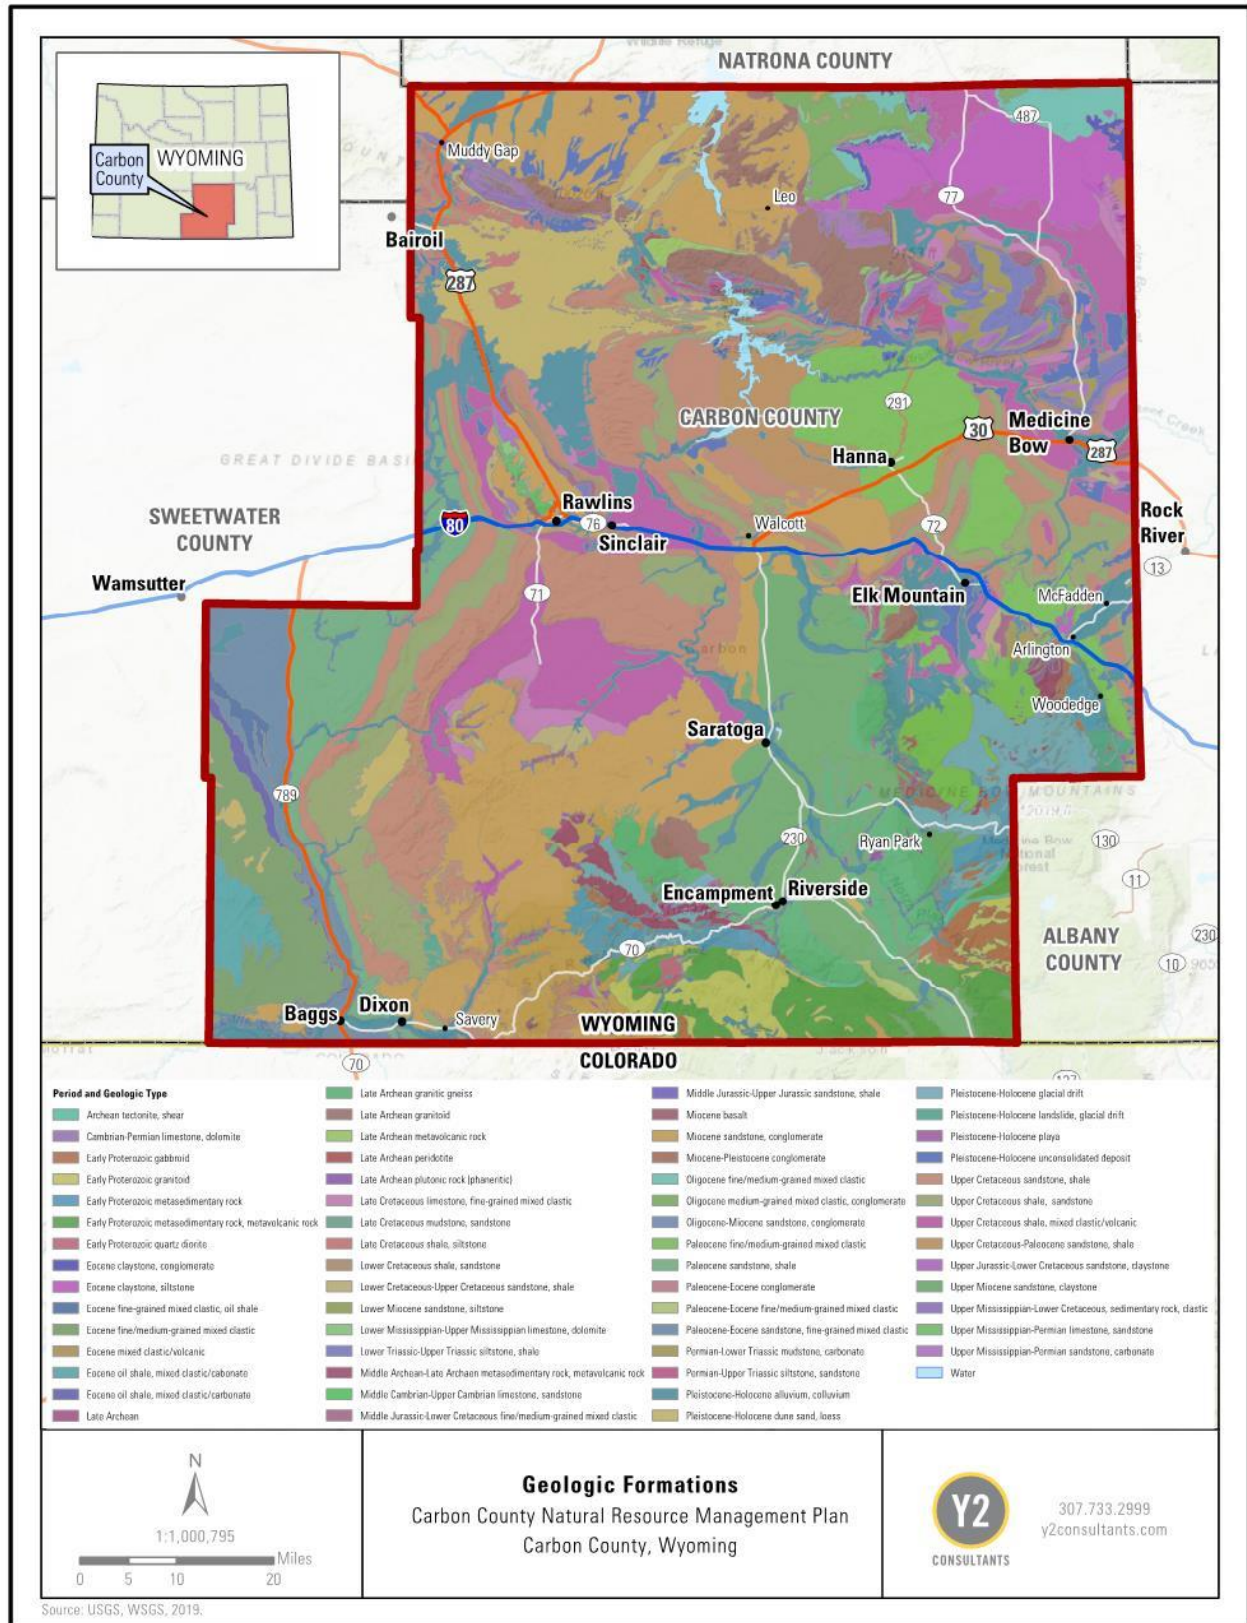 NATRONA COUNTY
WYOMING
Carbon
County
Muddy Gap
487
77
Leo
Bairoil
287
CARBON COUNTY
291
30
Medicine
Bow
287
Hanna
GREAT DIVIDE BASIN
Rawlins
SWEETWATER
COUNTY
80
76
Sinclair
Walcott
72
Rock
River
13
Wamsutter
71
Elk Mountain
McFadden
Arlington
Woodedge
Saratoga
MEDICINE BOW MOUNTAINS
789
230
Ryan Park
130
11
Encampment
Riverside
70
ALBANY
COUNTY
230
10
Baggs
Dixon
Savery
WYOMING
COLORADO
70
Period and Geologic Type
Archean tectonite, shear
Cambrian-Permian limestone, dolomite
Early Proterozoic gabbroid
Early Proterozoic granitoid
Early Proterozoic metasedimentary rock
Early Proterozoic metasedimentary rock, metavolcanic rock
Early Proterozoic quartz diorite
Eocene claystone, conglomerate
Eocene claystone, siltstone
Eocene fine-grained mixed clastic, oil shale
Eocene fine/medium-grained mixed clastic
Eocene mixed clastic/volcanic
Eocene oil shale, mixed clastic/cabonate
Eocene oil shale, mixed clastic/carbonate
Late Archean
Late Archean granitic gneiss
Late Archean granitoid
Late Archean metavolcanic rock
Late Archean peridotite
Late Archean plutonic rock (phaneritic)
Late Cretaceous limestone, fine-grained mixed clastic
Late Cretaceous mudstone, sandstone
Late Cretaceous shale, siltstone
Lower Cretaceous shale, sandstone
Lower Cretaceous-Upper Cretaceous sandstone, shale
Lower Miocene sandstone, siltstone
Lower Mississippian-Upper Mississippian limestone, dolomite
Lower Triassic-Upper Triassic siltstone, shale
Middle Archean-Late Archaen metasedimentary rock, metavolcanic rock
Middle Cambrian-Upper Cambrian limestone, sandstone
Middle Jurassic-Lower Cretaceous fine/medium-grained mixed clastic
Middle Jurassic-Upper Jurassic sandstone, shale
Miocene basalt
Miocene sandstone, conglomerate
Miocene-Pleistocene conglomerate
Oligocene fine/medium-grained mixed clastic
Oligocene medium-grained mixed clastic, conglomerate
Oligocene-Miocene sandstone, conglomerate
Paleocene fine/medium-grained mixed clastic
Paleocene sandstone, shale
Paleocene-Eocene conglomerate
Paleocene-Eocene fine/medium-grained mixed clastic
Paleocene-Eocene sandstone, fine-grained mixed clastic
Permian-Lower Triassic mudstone, carbonate
Permian-Upper Triassic siltstone, sandstone
Pleistocene-Holocene alluvium, colluvium
Pleistocene-Holocene dune sand, loess
Pleistocene-Holocene glacial drift
Pleistocene-Holocene landslide, glacial drift
Pleistocene-Holocene playa
Pleistocene-Holocene unconsolidated deposit
Upper Cretaceous sandstone, shale
Upper Cretaceous shale, sandstone
Upper Cretaceous shale, mixed clastic/volcanic
Upper Cretaceous-Paleocene sandstone, shale
Upper Jurassic-Lower Cretaceous sandstone, claystone
Upper Miocene sandstone, claystone
Upper Mississippian-Lower Cretaceous, sedimentary rock, clastic
Upper Mississippian-Permian limestone, sandstone
Upper Mississippian-Permian sandstone, carbonate
Water
N
1:1,000,795
Miles
0 5 10 20
Geologic Formations
Carbon County Natural Resource Management Plan
Carbon County, Wyoming
Y2
CONSULTANTS
307.733.2999
y2consultants.com
Source: USGS, WSGS, 2019.